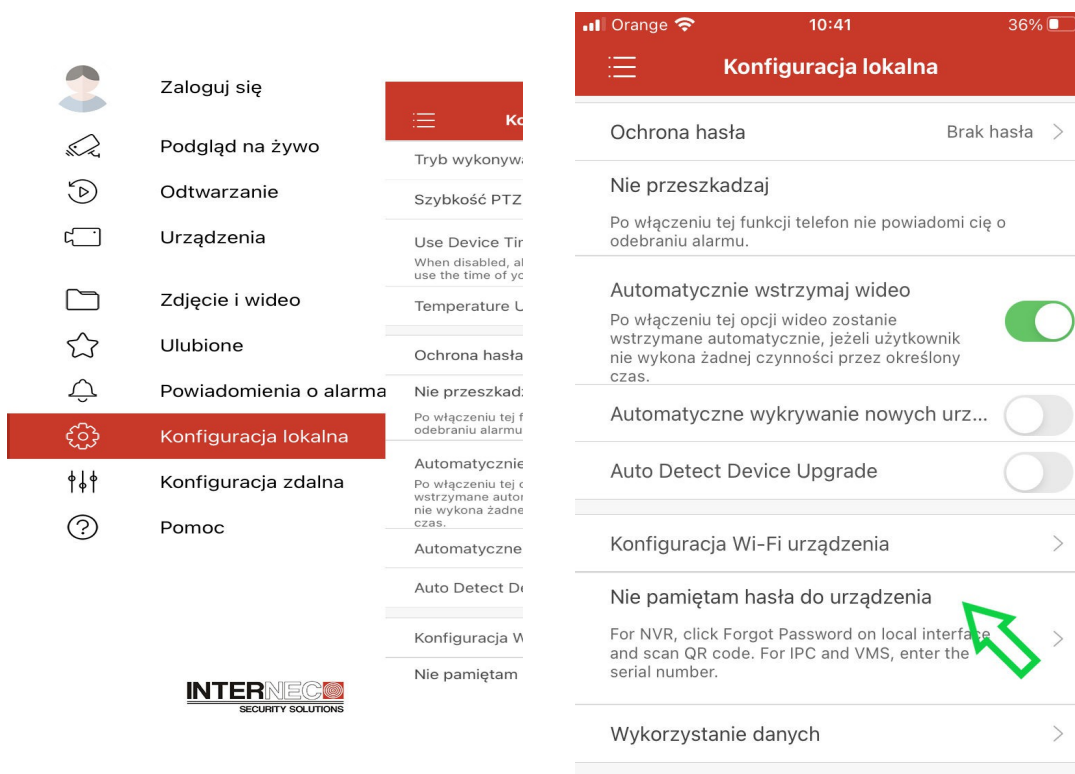 Zaloguj się
Podgląd na żywo
Odtwarzanie
Urządzenia
Zdjęcie i wideo
Ulubione
Powiadomienia o alarma
Konfiguracja lokalna
Konfiguracja zdalna
Pomoc
INTERNEC
SECURITY SOLUTIONS
Ko
Tryb wykonywa
Szybkość PTZ
Use Device Tir
When disabled, al
use the time of yo
Temperature U
Ochrona hasła
Nie przeszkadz
Po włączeniu tej f
odebraniu alarmu
Automatycznie
Po włączeniu tej o
wstrzymane autor
nie wykona żadne
czas.
Automatyczne
Auto Detect De
Konfiguracja W
Nie pamiętam
Orange 10:41 36%
Konfiguracja lokalna
Ochrona hasła Brak hasła
Nie przeszkadzaj
Po włączeniu tej funkcji telefon nie powiadomi cię o
odebraniu alarmu.
Automatycznie wstrzymaj wideo
Po włączeniu tej opcji wideo zostanie
wstrzymane automatycznie, jeżeli użytkownik
nie wykona żadnej czynności przez określony
czas.
Automatyczne wykrywanie nowych urz...
Auto Detect Device Upgrade
Konfiguracja Wi-Fi urządzenia
Nie pamiętam hasła do urządzenia
For NVR, click Forgot Password on local interface
and scan QR code. For IPC and VMS, enter the
serial number.
Wykorzystanie danych